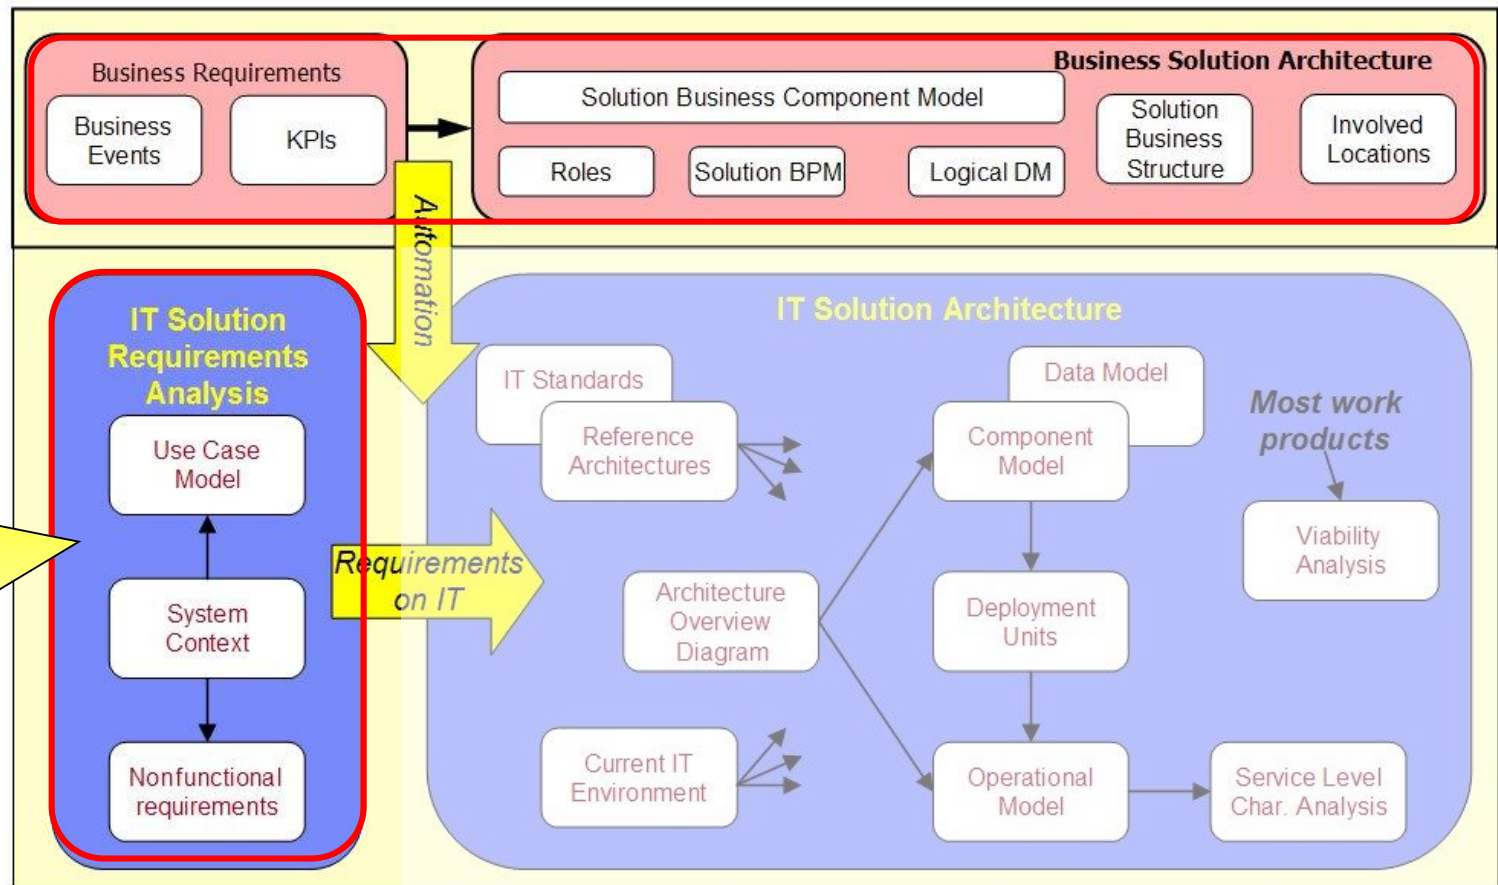 Business Requirements
Business
Events
KPIs
Business Solution Architecture
Solution Business Component Model
Roles
Solution BPM
Logical DM
Solution
Business
Structure
Involved
Locations
Automation
IT Solution
Requirements
Analysis
Use Case
Model
System
Context
Nonfunctional
requirements
Requirements
on IT
IT Solution Architecture
IT Standards
Reference
Architectures
Data Model
Component
Model
Most work
products
Viability
Analysis
Architecture
Overview
Diagram
Deployment
Units
Current IT
Environment
Operational
Model
Service Level
Char. Analysis